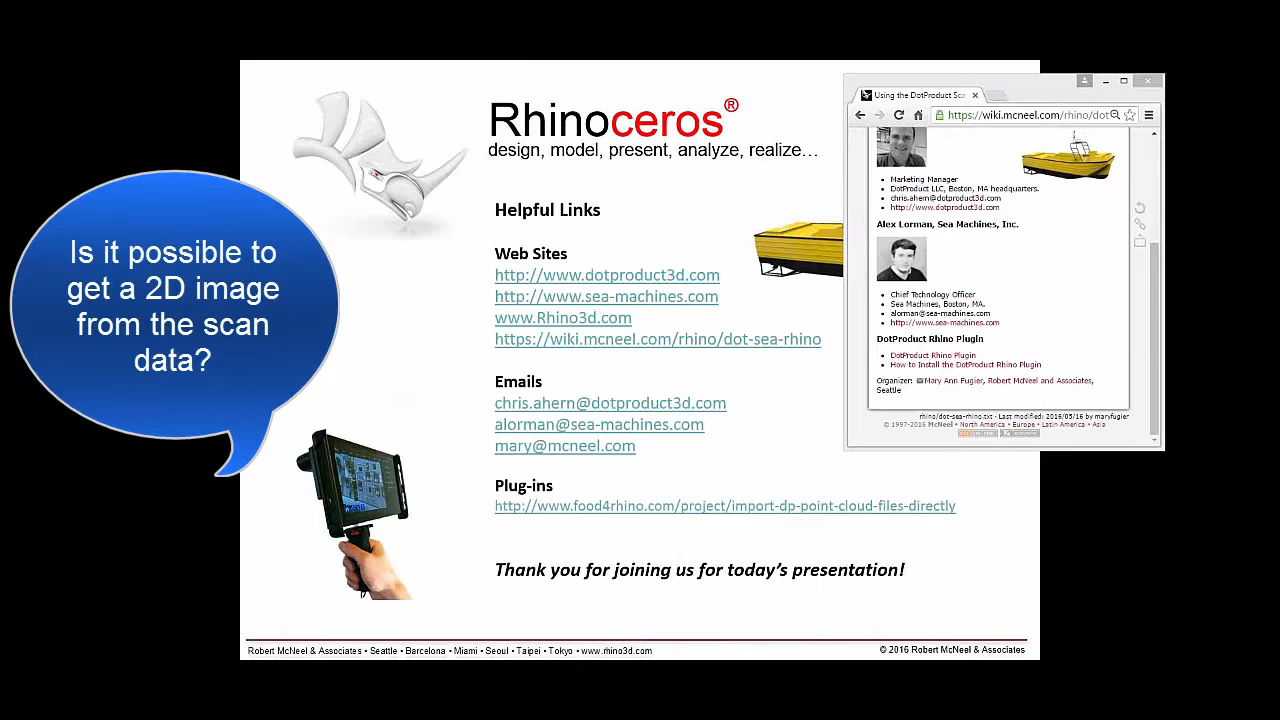 Is it possible to
get a 2D image
from the scan
data?
Rhinoceros®
design, model, present, analyze, realize...
Helpful Links
Web Sites
http://www.dotproduct3d.com
http://www.sea-machines.com
www.Rhino3d.com
https://wiki.mcneel.com/rhino/dot-sea-rhino
Emails
chris.ahern@dotproduct3d.com
alorman@sea-machines.com
mary@mcneel.com
Plug-ins
http://www.food4rhino.com/project/import-dp-point-cloud-files-directly
Thank you for joining us for today's presentation!
Robert McNeel & Associates • Seattle • Barcelona • Miami • Seoul • Taipei • Tokyo • www.rhino3d.com
© 2016 Robert McNeel & Associates
Using the DotProduct Sca
https://wiki.mcneel.com/rhino/dot
Marketing Manager
DotProduct LLC, Boston, MA headquarters.
chris.ahern@dotproduct3d.com
http://www.dotproduct3d.com
Alex Lorman, Sea Machines, Inc.
Chief Technology Officer
Sea Machines, Boston, MA.
alorman@sea-machines.com
http://www.sea-machines.com
DotProduct Rhino Plugin
DotProduct Rhino Plugin
How to Install the DotProduct Rhino Plugin
Organizer: Mary Ann Fugier, Robert McNeel and Associates,
Seattle
rhino/dot-sea-rhino.txt · Last modified: 2016/05/16 by maryfugier
© 1997-2016 McNeel • North America • Europe • Latin America • Asia